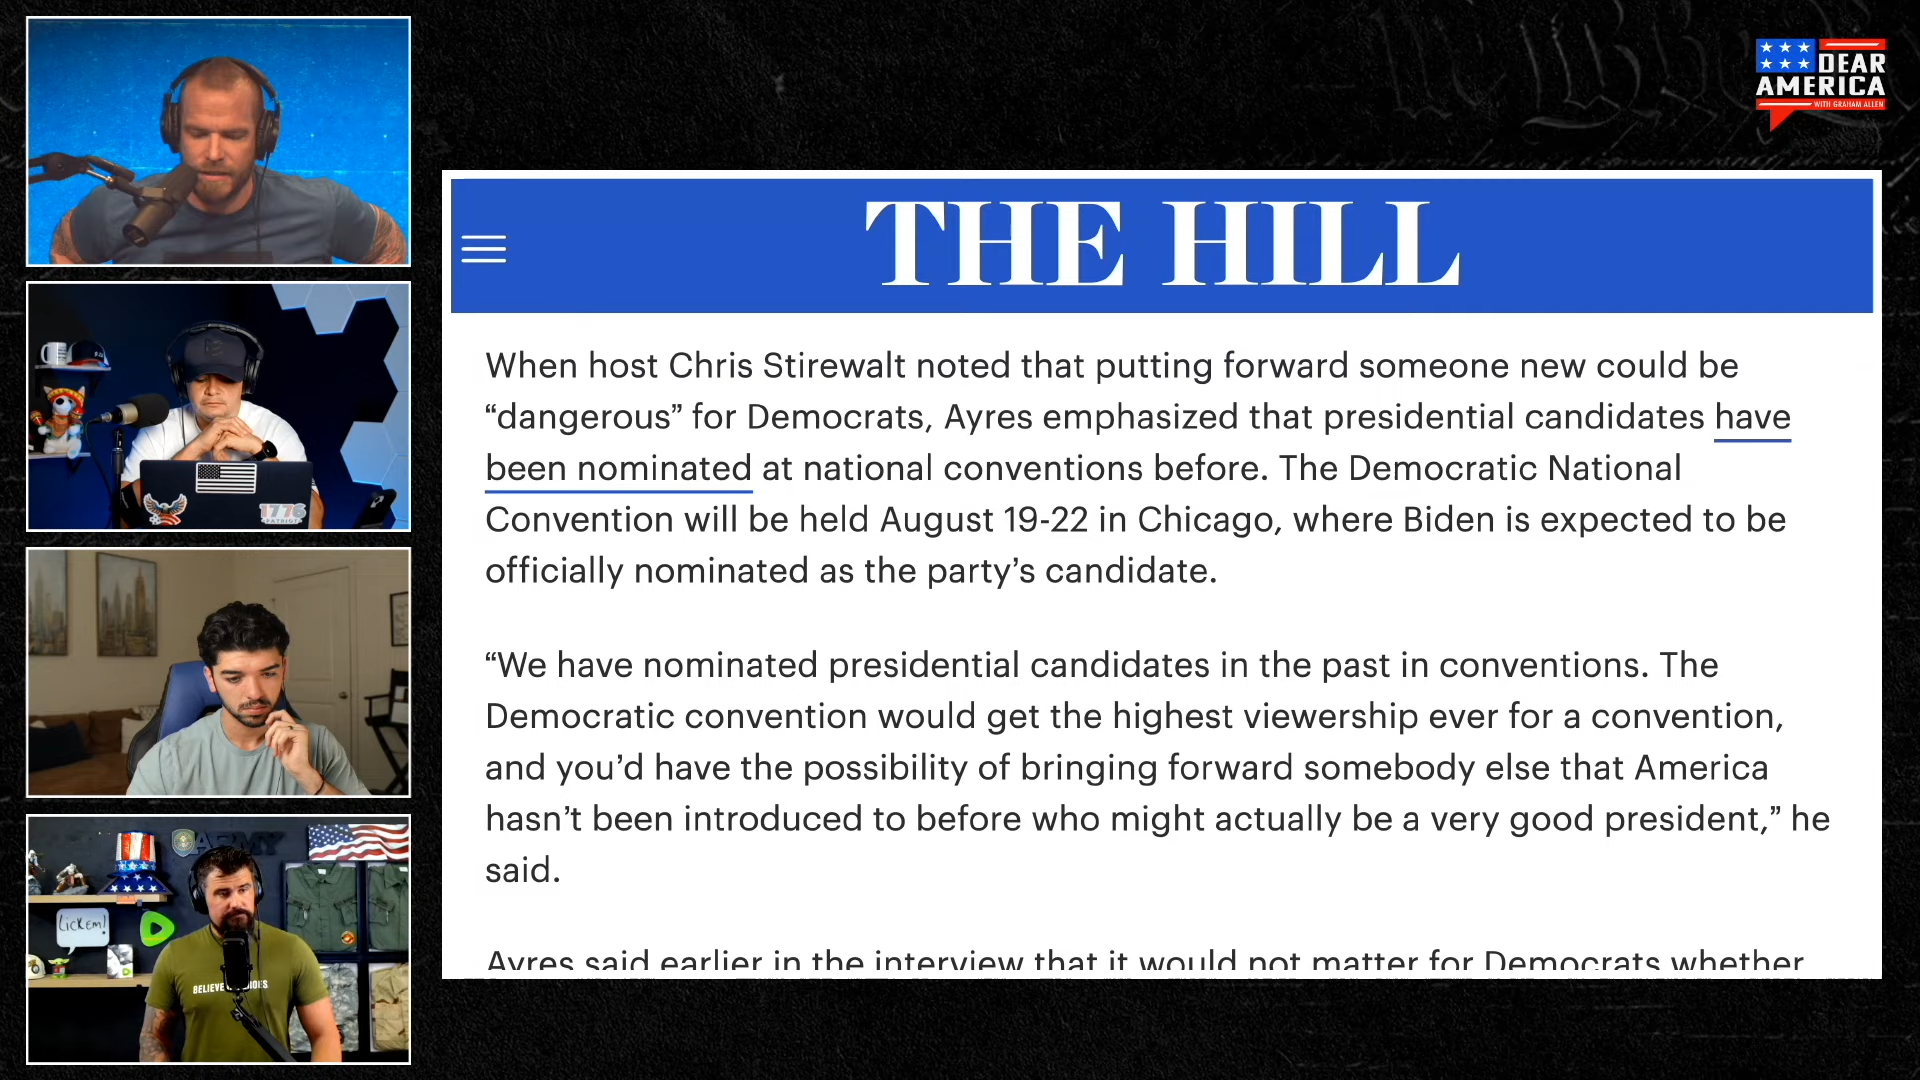 DEAR
AMERICA
WITH GRAHAM ALLEN
THE HILL
When host Chris Stirewalt noted that putting forward someone new could be
“dangerous” for Democrats, Ayres emphasized that presidential candidates have
been nominated at national conventions before. The Democratic National
Convention will be held August 19-22 in Chicago, where Biden is expected to be
officially nominated as the party’s candidate.
“We have nominated presidential candidates in the past in conventions. The
Democratic convention would get the highest viewership ever for a convention,
and you’d have the possibility of bringing forward somebody else that America
hasn’t been introduced to before who might actually be a very good president,” he
said.
Ayres said earlier in the interview that it would not matter for Democrats whether
1776
PATRIOT
ARMY
Lick Em!
BELIEVE